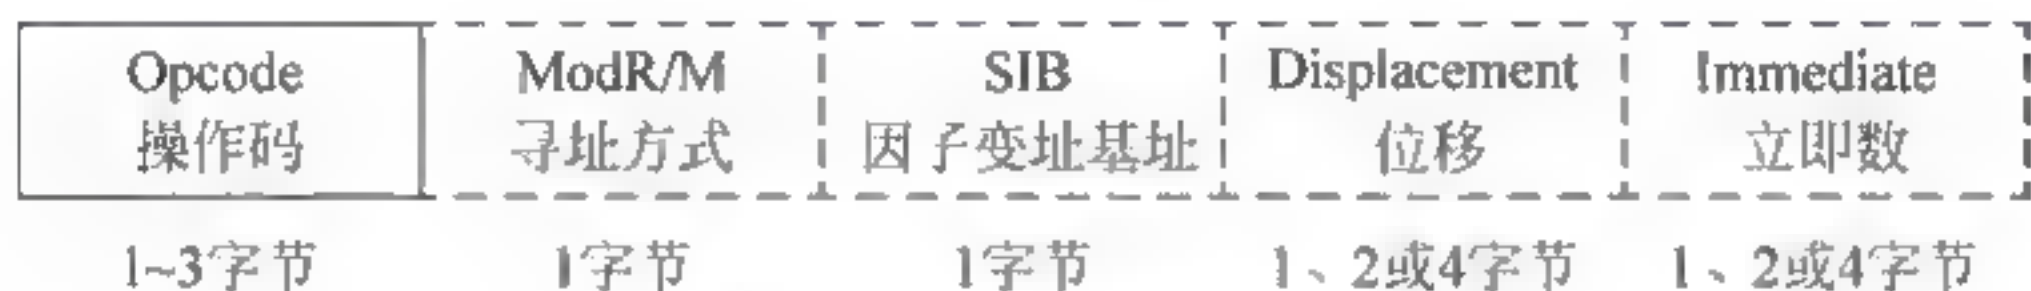 Opcode ModR/M SIB Displacement Immediate
操作码 寻址方式 因子变址基址 位移 立即数
1~3字节 1字节 1字节 1、2或4字节 1、2或4字节